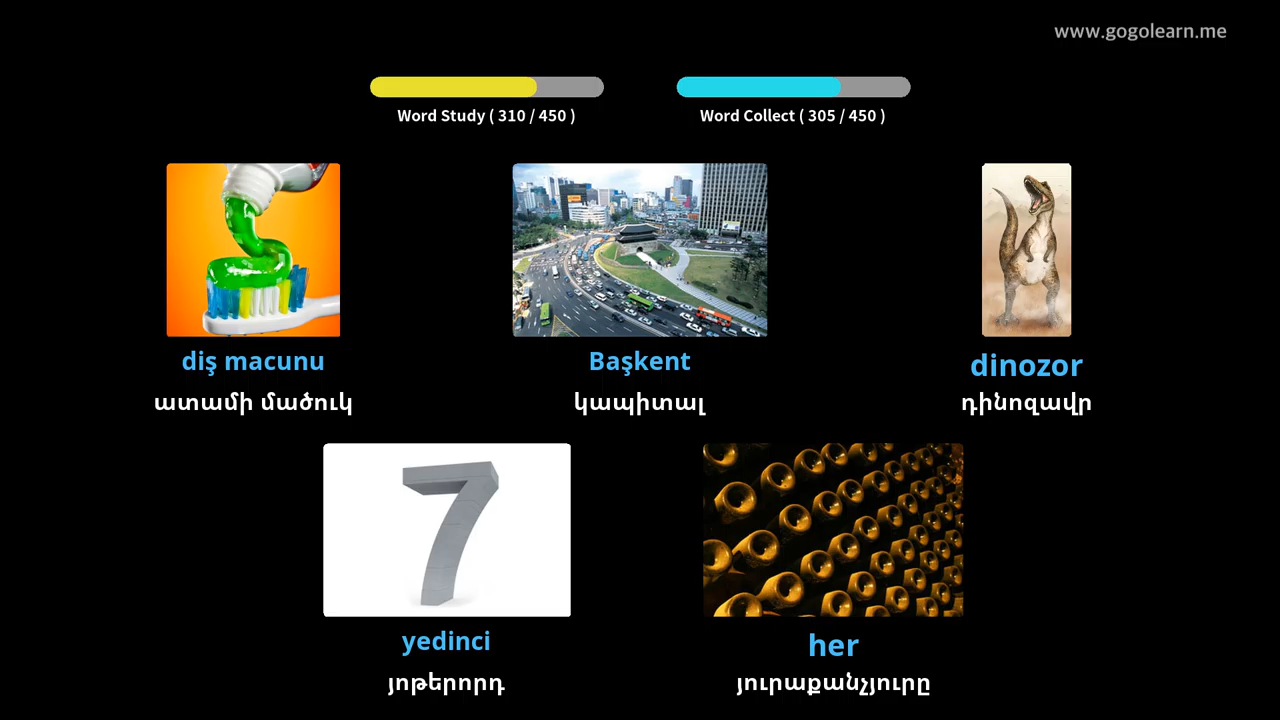 www.gogolearn.me
Word Study ( 310 / 450 )
Word Collect ( 305 / 450 )
diş macunu
ատամի մածուկ
Başkent
կապիտալ
dinozor
դինոզավր
yedinci
յոթերորդ
her
յուրաքանչյուրը